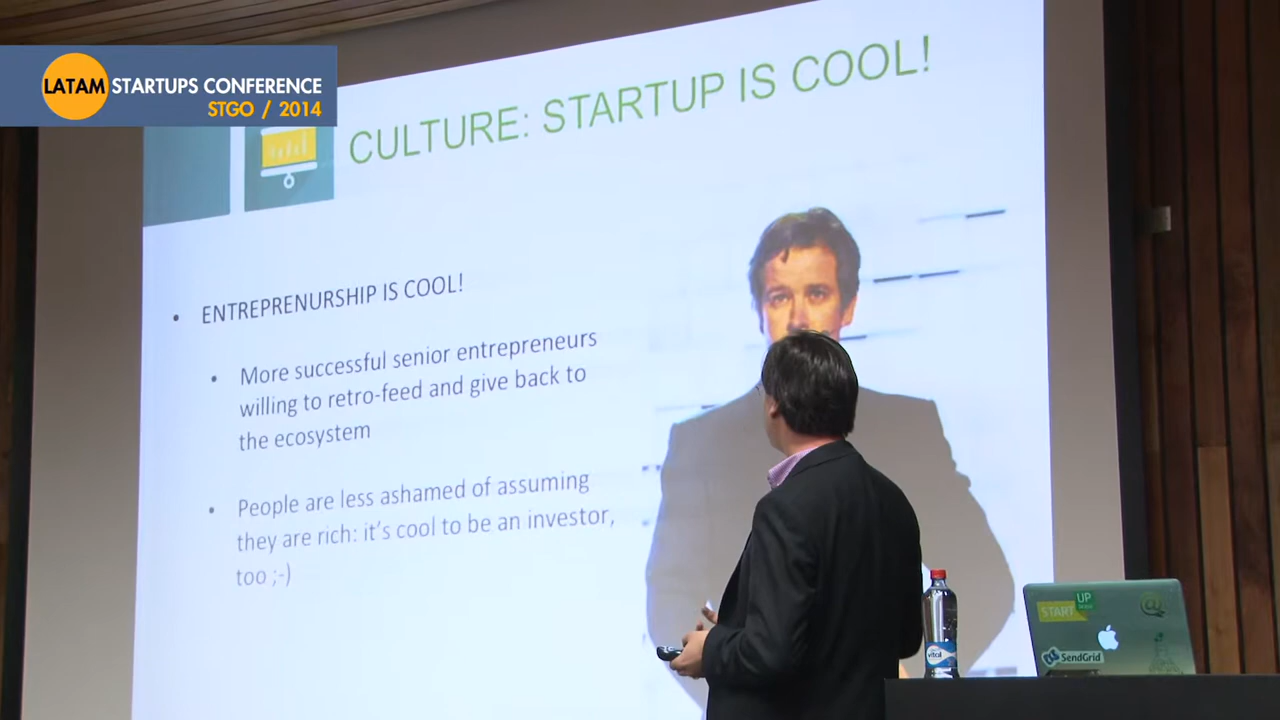 LATAM STARTUPS CONFERENCE
STGO / 2014
CULTURE: STARTUP IS COOL!
• ENTREPRENURSHIP IS COOL!
• More successful senior entrepreneurs
willing to retro-feed and give back to
the ecosystem
• People are less ashamed of assuming
they are rich: it's cool to be an investor,
too ;-)
START UP
@
SendGrid
vital